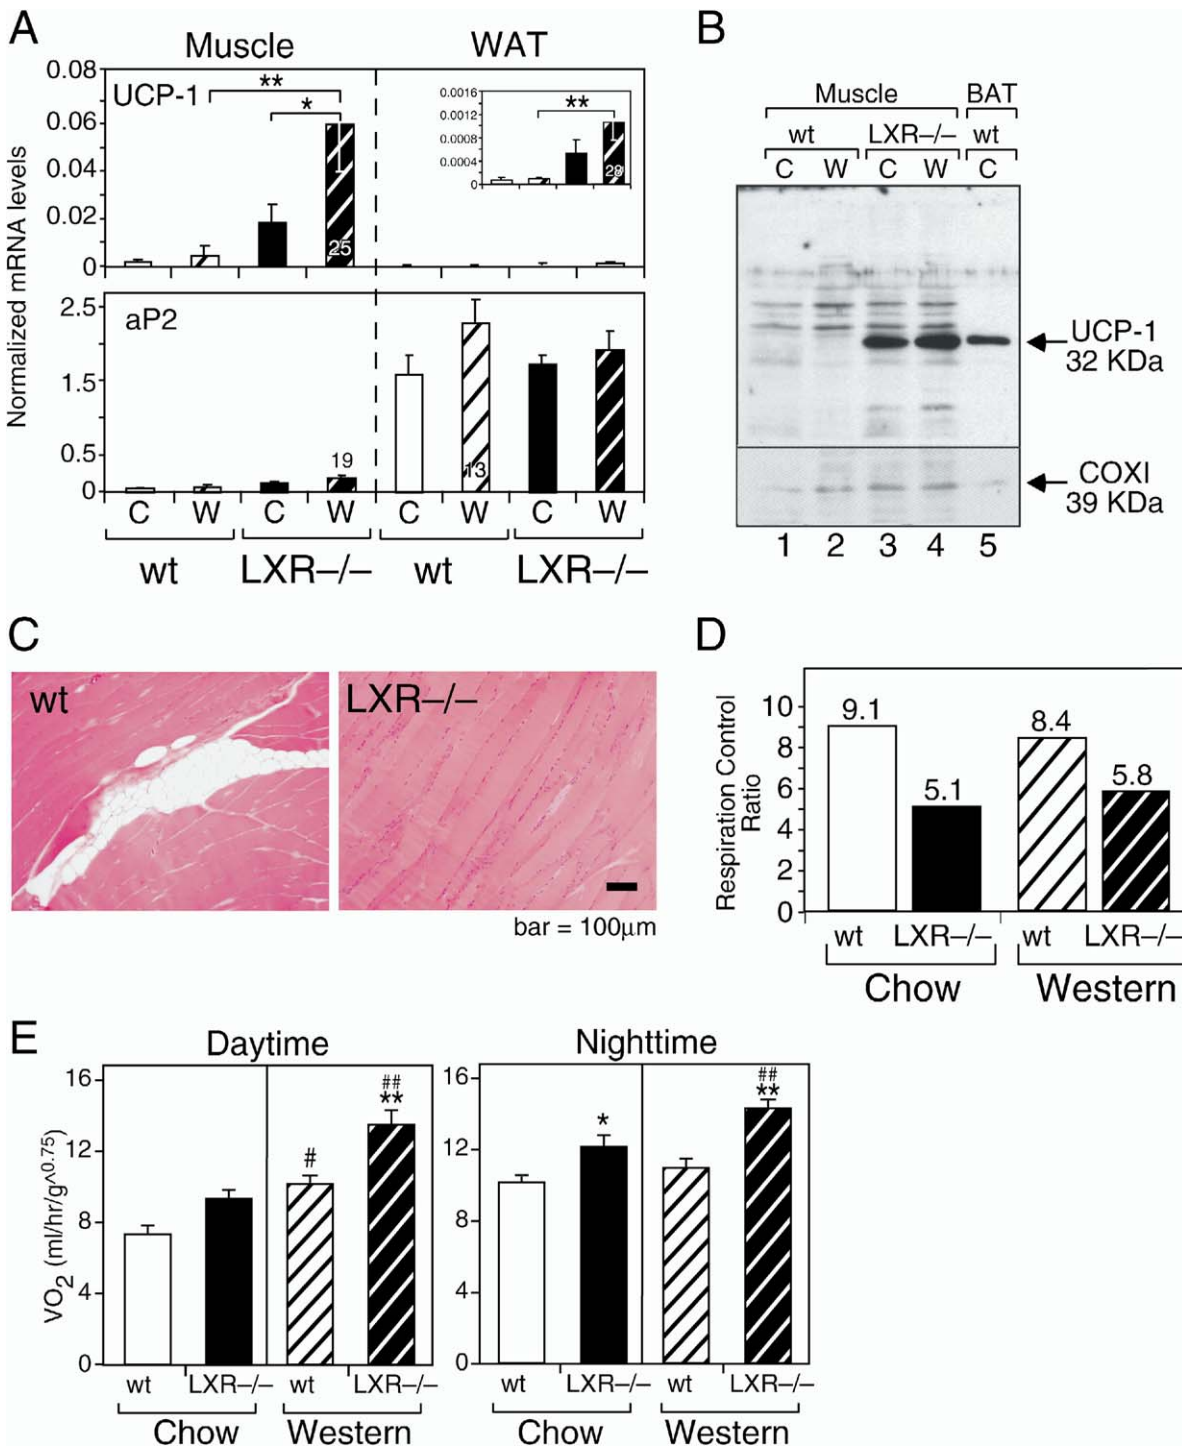 A
Muscle
WAT
UCP-1
**
*
0.08
0.06
0.04
0.02
0
25
0.0016
0.0012
0.0008
0.0004
0
**
28
Normalized mRNA levels
aP2
2.5
1.5
0.5
0
19
13
C W C W C W C W
wt LXR–/– wt LXR–/–
B
Muscle BAT
wt LXR–/– wt
C W C W C
UCP-1
32 KDa
COXI
39 KDa
1 2 3 4 5
C
wt
LXR–/–
bar = 100µm
D
Respiration Control
Ratio
10
8
6
4
2
0
9.1
5.1
8.4
5.8
wt LXR–/– wt LXR–/–
Chow Western
E
Daytime
VO2 (ml/hr/g^0.75)
16
12
8
4
0
#
##
**
wt LXR–/– wt LXR–/–
Chow Western
Nighttime
16
12
8
4
0
*
##
**
wt LXR–/– wt LXR–/–
Chow Western